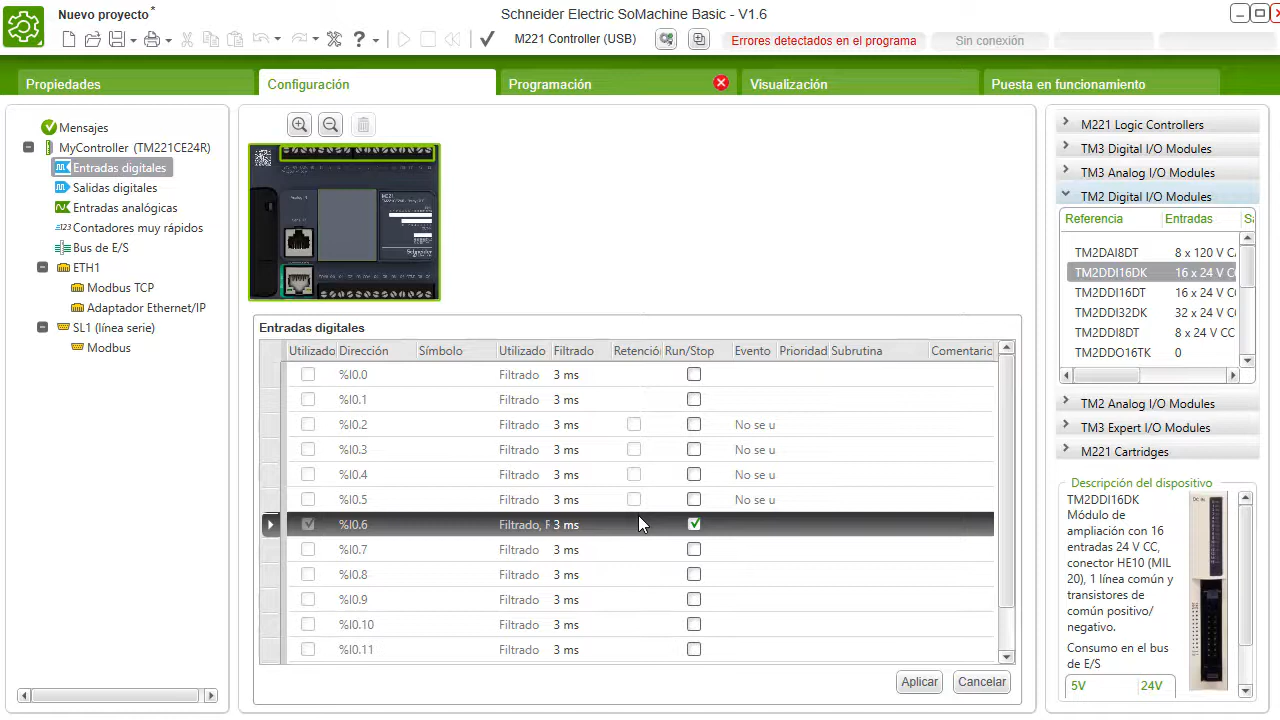 Nuevo proyecto *
Schneider Electric SoMachine Basic - V1.6
M221 Controller (USB)
Errores detectados en el programa
Sin conexión
Propiedades
Configuración
Programación
Visualización
Puesta en funcionamiento
Mensajes
MyController (TM221CE24R)
Entradas digitales
Salidas digitales
Entradas analógicas
Contadores muy rápidos
Bus de E/S
ETH1
Modbus TCP
Adaptador Ethernet/IP
SL1 (línea serie)
Modbus
Entradas digitales
Utilizado Dirección Símbolo Utilizado Filtrado Retenció Run/Stop Evento Prioridad Subrutina Comentaric
%I0.0 Filtrado 3 ms
%I0.1 Filtrado 3 ms
%I0.2 Filtrado 3 ms No se u
%I0.3 Filtrado 3 ms No se u
%I0.4 Filtrado 3 ms No se u
%I0.5 Filtrado 3 ms No se u
%I0.6 Filtrado, F 3 ms
%I0.7 Filtrado 3 ms
%I0.8 Filtrado 3 ms
%I0.9 Filtrado 3 ms
%I0.10 Filtrado 3 ms
%I0.11 Filtrado 3 ms
Aplicar Cancelar
M221 Logic Controllers
TM3 Digital I/O Modules
TM3 Analog I/O Modules
TM2 Digital I/O Modules
Referencia Entradas Sa
TM2DAI8DT 8 x 120 V CA
TM2DDI16DK 16 x 24 V CC
TM2DDI16DT 16 x 24 V CC
TM2DDI32DK 32 x 24 V CC
TM2DDI8DT 8 x 24 V CC
TM2DDO16TK 0
TM2 Analog I/O Modules
TM3 Expert I/O Modules
M221 Cartridges
Descripción del dispositivo
TM2DDI16DK
Módulo de
ampliación con 16
entradas 24 V CC,
conector HE10 (MIL
20), 1 línea común y
transistores de
común positivo/
negativo.
Consumo en el bus
de E/S
5V 24V